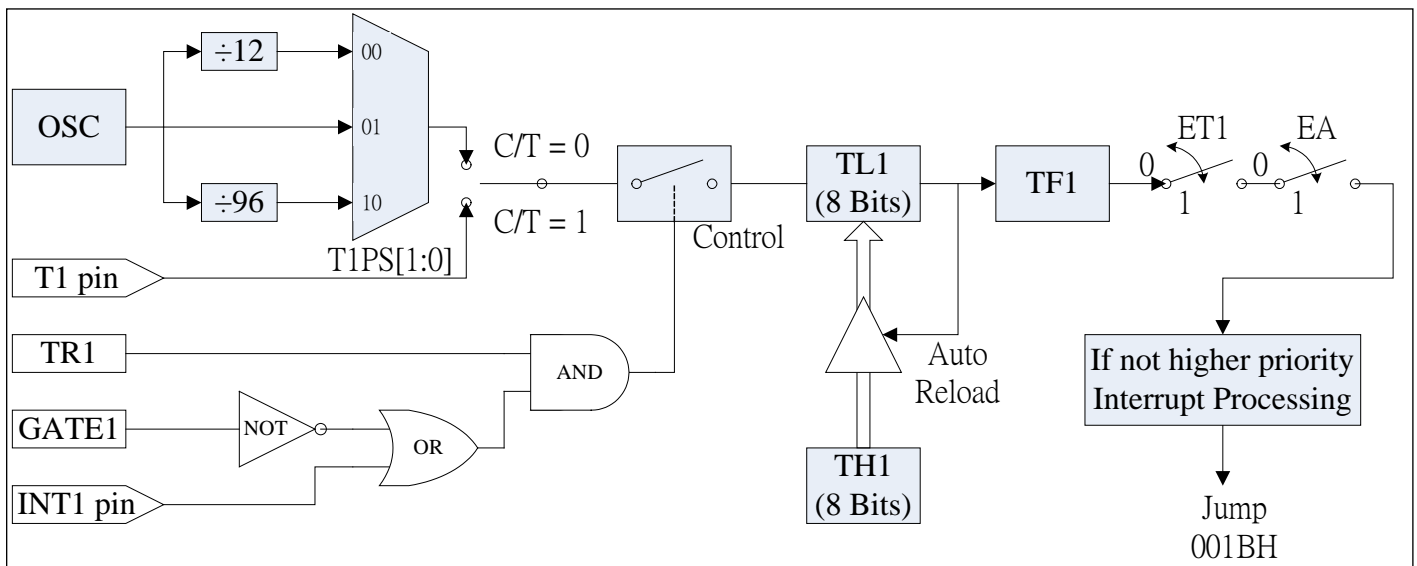 ÷12
00
OSC
01
÷96
10
T1PS[1:0]
C/T = 0
C/T = 1
Control
TL1
(8 Bits)
TF1
ET1
0
1
EA
0
1
T1 pin
TR1
AND
GATE1
NOT
OR
INT1 pin
Auto
Reload
TH1
(8 Bits)
If not higher priority
Interrupt Processing
Jump
001BH